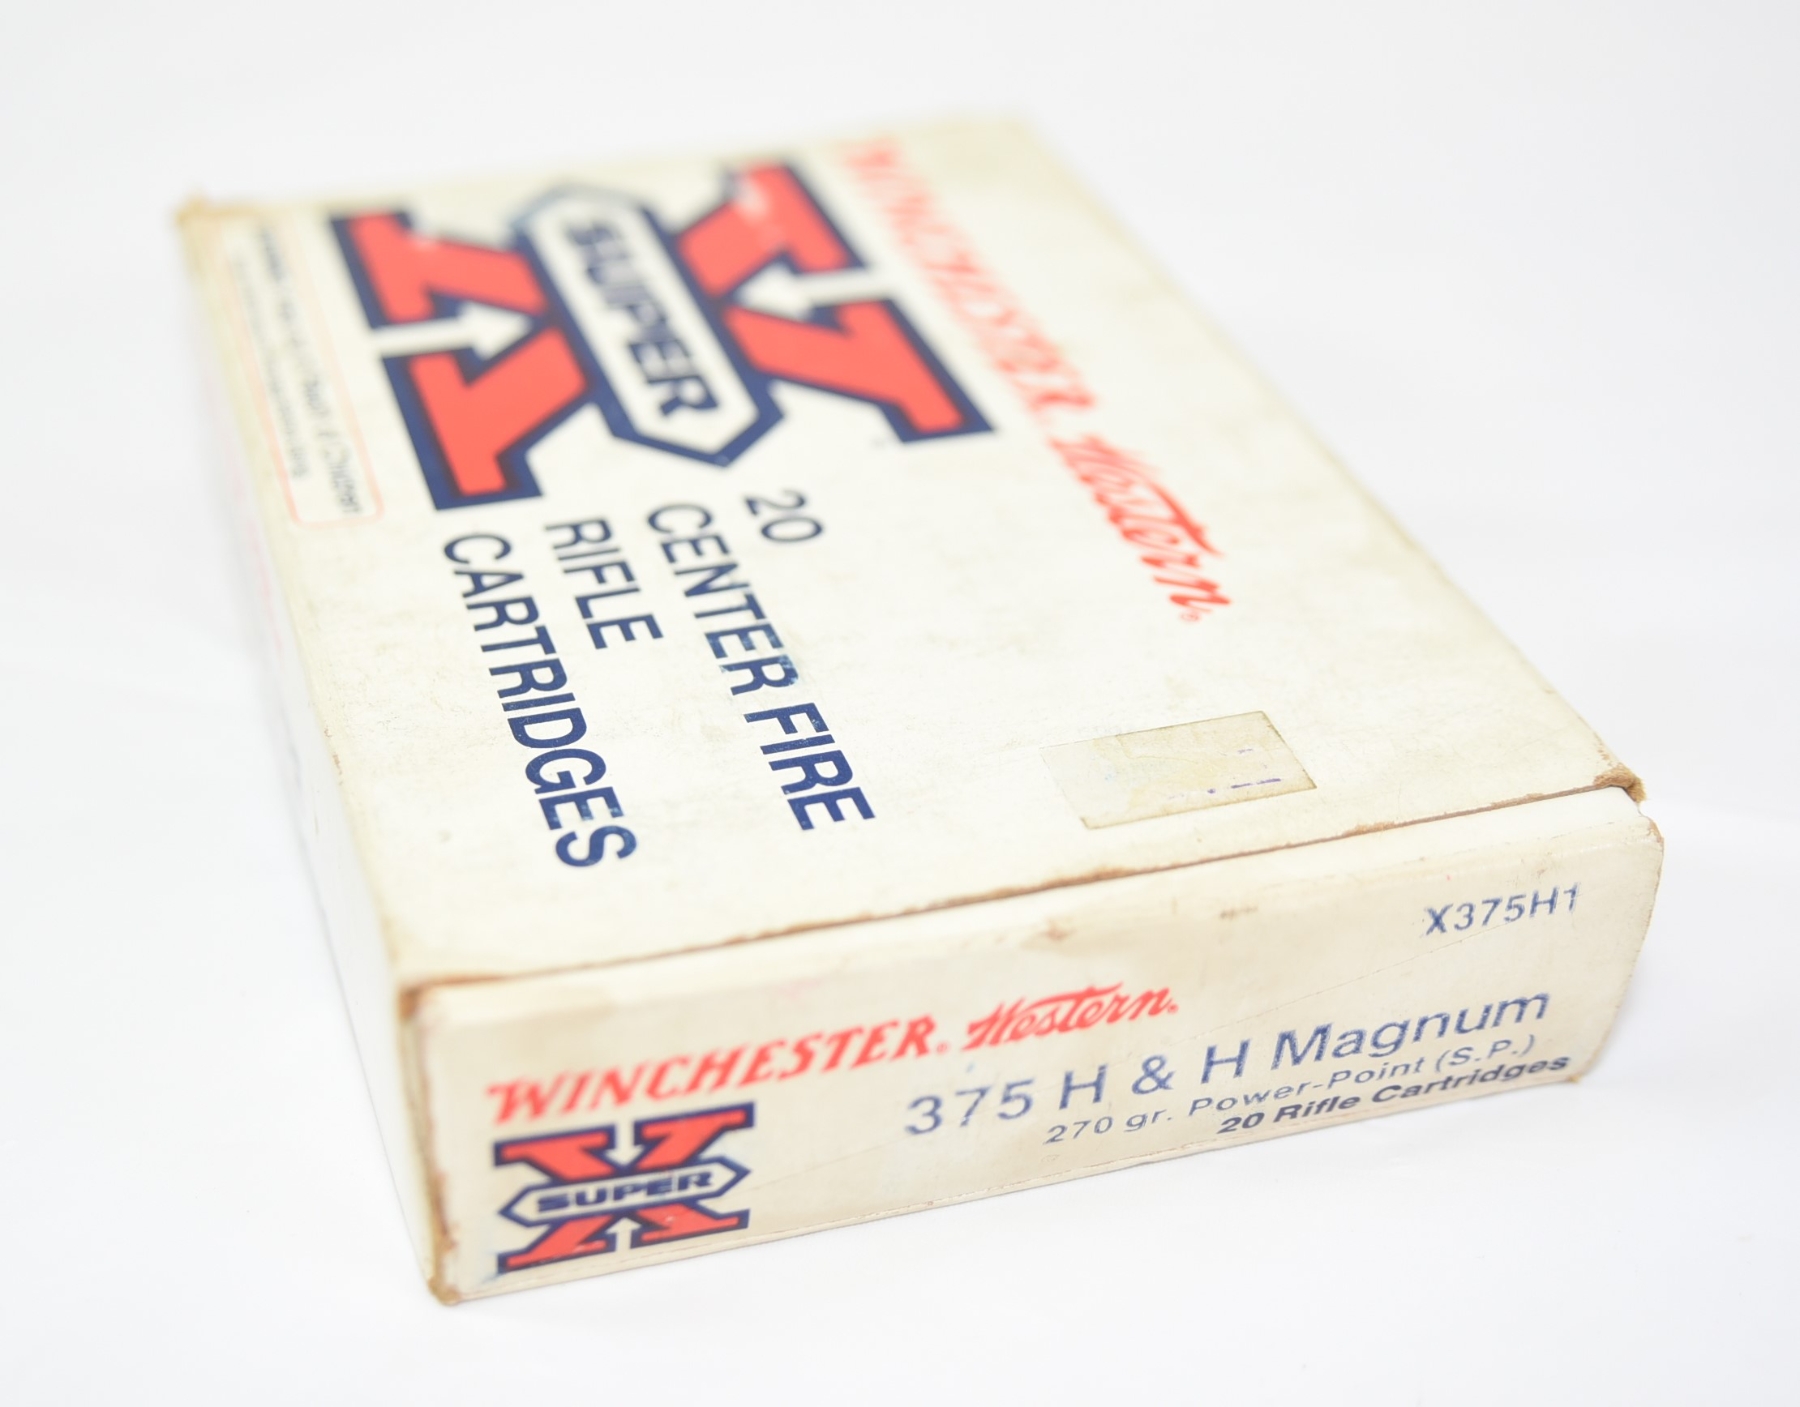 WINCHESTER® Western®
SUPER X
20
CENTER FIRE
RIFLE
CARTRIDGES
X375H1
WINCHESTER® Western®
375 H & H Magnum
270 gr. Power-Point (S.P.)
20 Rifle Cartridges
SUPER X